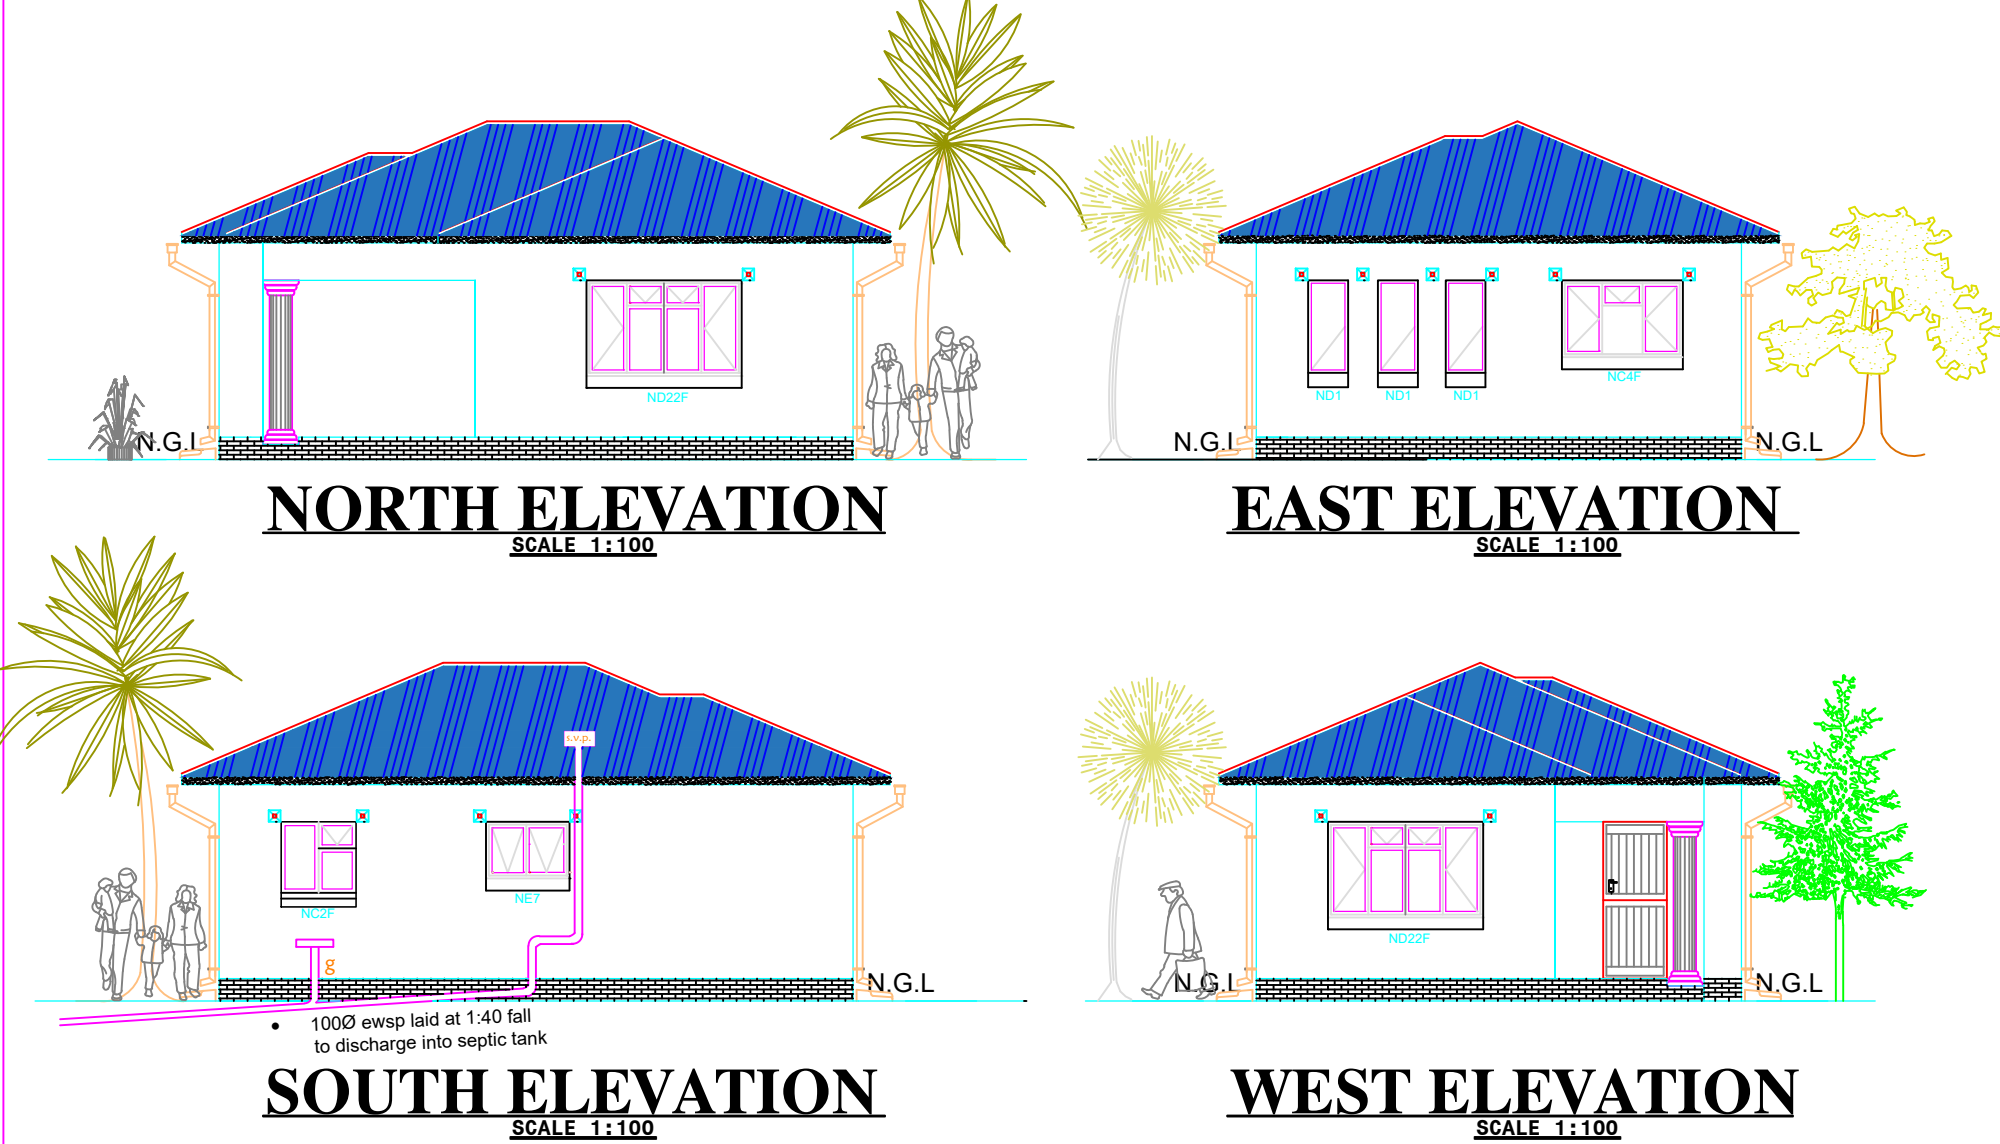 ND22F
N.G.L
NORTH ELEVATION
SCALE 1:100
ND1 ND1 ND1
NC4F
N.G.L
N.G.L
EAST ELEVATION
SCALE 1:100
s.v.p.
NC2F
NE7
g
N.G.L
100Ø ewsp laid at 1:40 fall
to discharge into septic tank
SOUTH ELEVATION
SCALE 1:100
ND22F
N.G.L
N.G.L
WEST ELEVATION
SCALE 1:100